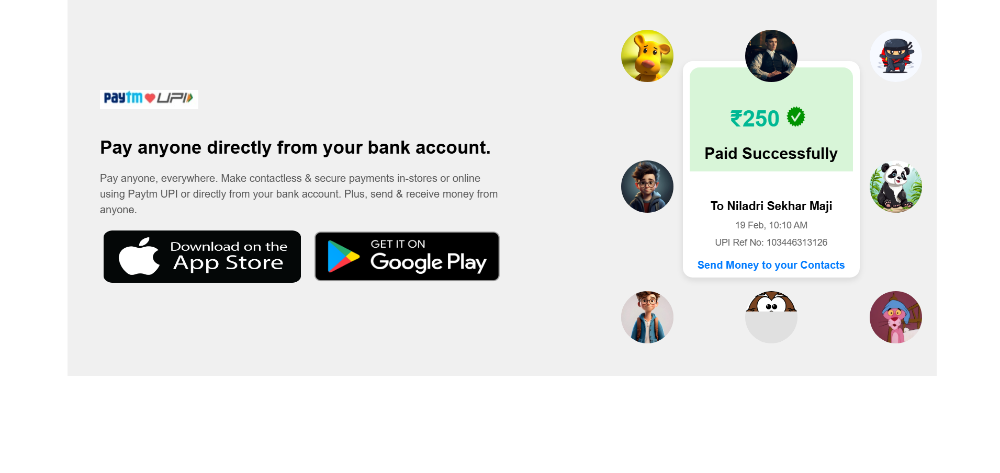 paytm UPI
Pay anyone directly from your bank account.
Pay anyone, everywhere. Make contactless & secure payments in-stores or online
using Paytm UPI or directly from your bank account. Plus, send & receive money from
anyone.
Download on the
App Store
GET IT ON
Google Play
₹250
Paid Successfully
To Niladri Sekhar Maji
19 Feb, 10:10 AM
UPI Ref No: 103446313126
Send Money to your Contacts